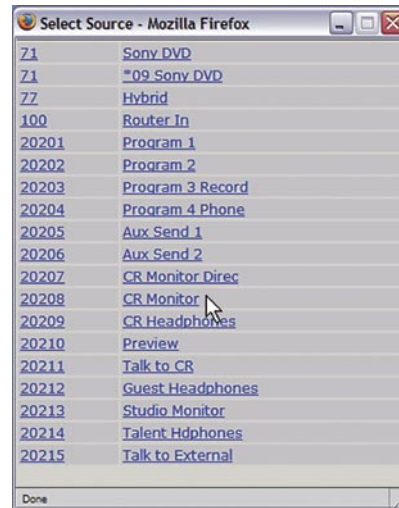 Select Source - Mozilla Firefox
71 Sony DVD
71 *09 Sony DVD
77 Hybrid
100 Router In
20201 Program 1
20202 Program 2
20203 Program 3 Record
20204 Program 4 Phone
20205 Aux Send 1
20206 Aux Send 2
20207 CR Monitor Direc
20208 CR Monitor
20209 CR Headphones
20210 Preview
20211 Talk to CR
20212 Guest Headphones
20213 Studio Monitor
20214 Talent Hdphones
20215 Talk to External
Done